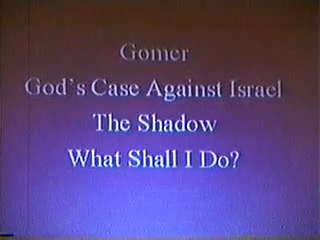 Gomer
God's Case Against Israel
The Shadow
What Shall I Do?